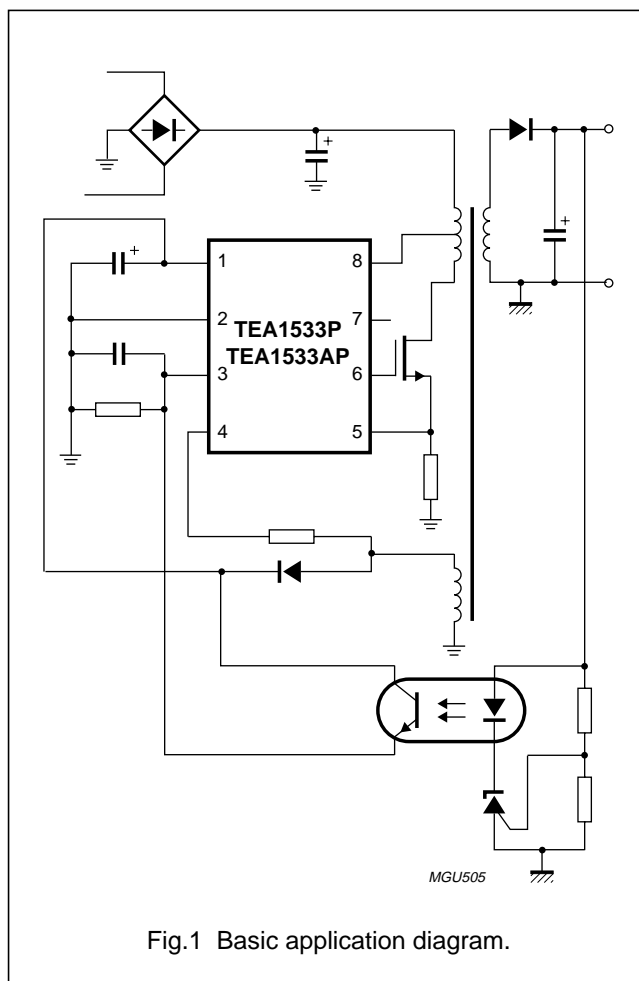 +
+
+
1
8
TEA1533P
TEA1533AP
2
7
3
6
4
5
MGU505
Fig.1 Basic application diagram.